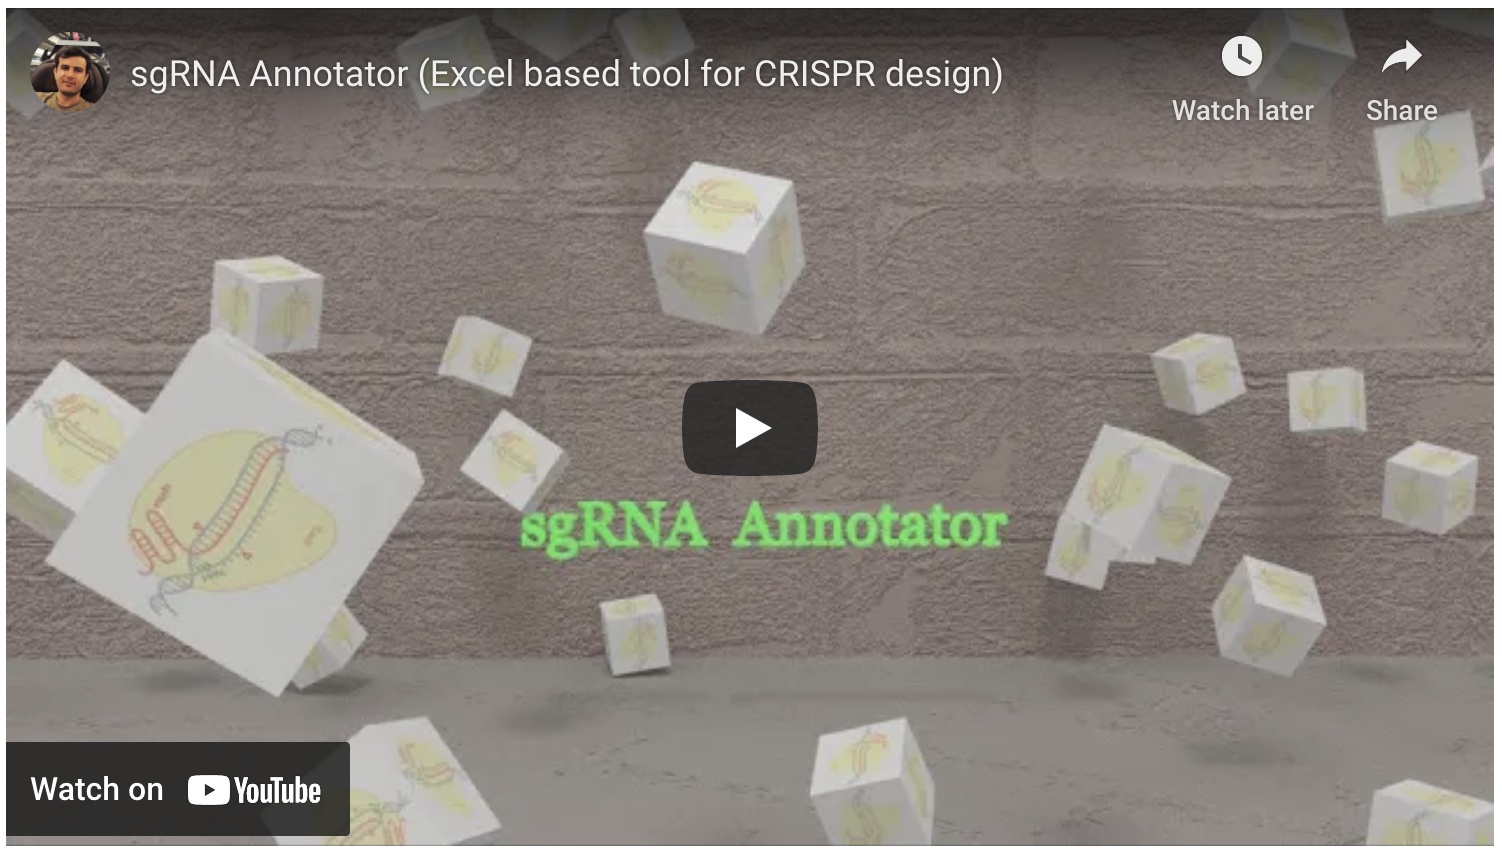 sgRNA Annotator (Excel based tool for CRISPR design)
Watch later
Share
sgRNA Annotator
Watch on YouTube